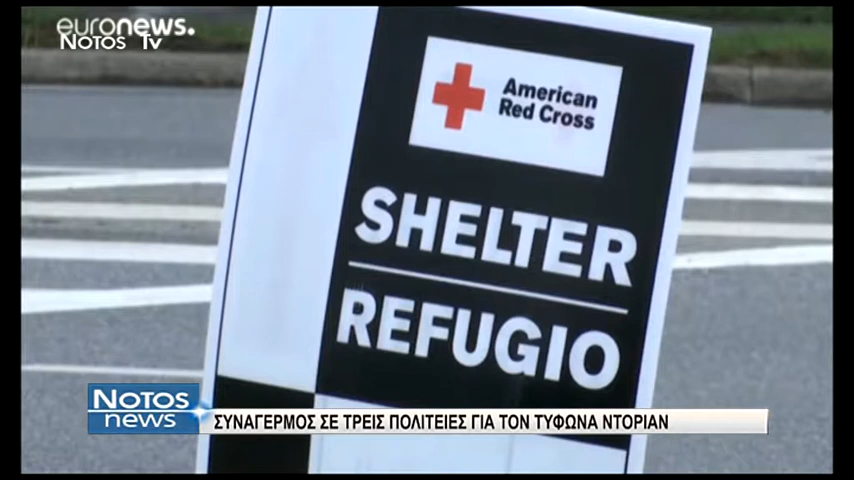 euronews.
NOTOS TV
American
Red Cross
SHELTER
REFUGIO
NOTOS
news
ΣΥΝΑΓΕΡΜΟΣ ΣΕ ΤΡΕΙΣ ΠΟΛΙΤΕΙΕΣ ΓΙΑ ΤΟΝ ΤΥΦΩΝΑ ΝΤΟΡΙΑΝ